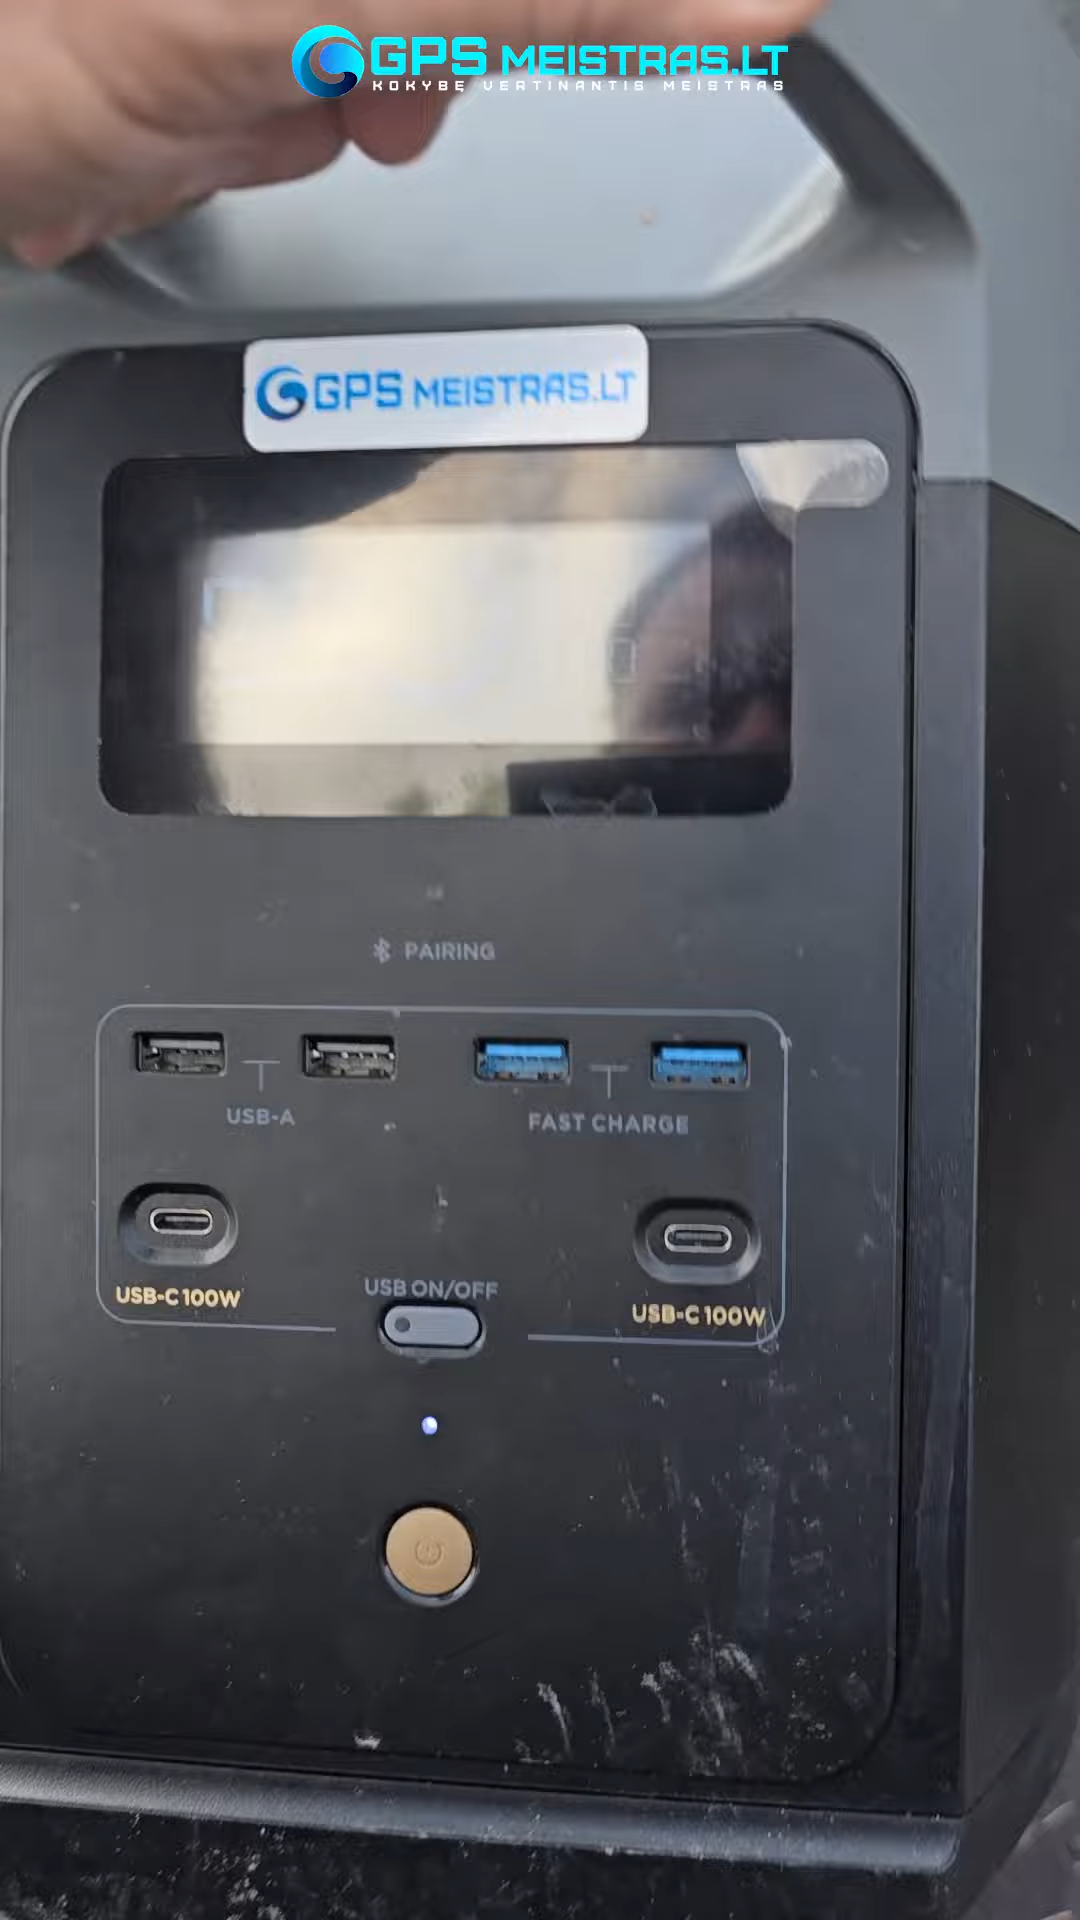 GPS MEISTRAS.LT
KOKYBĘ VERTINANTIS MEISTRAS
GPS MEISTRAS.LT
PAIRING
USB-A
FAST CHARGE
USB-C 100W
USB ON/OFF
USB-C 100W